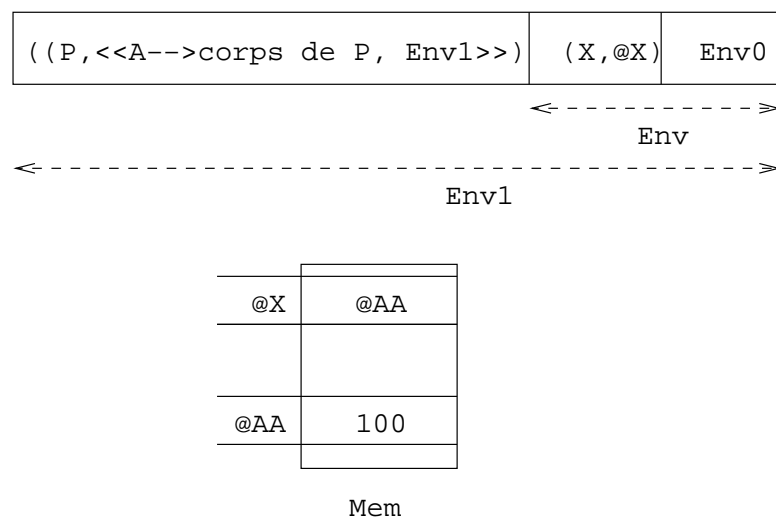 ((P,<<A-->corps de P, Env1>>) (X,@X) Env0
Env
Env1
@X @AA
@AA 100
Mem